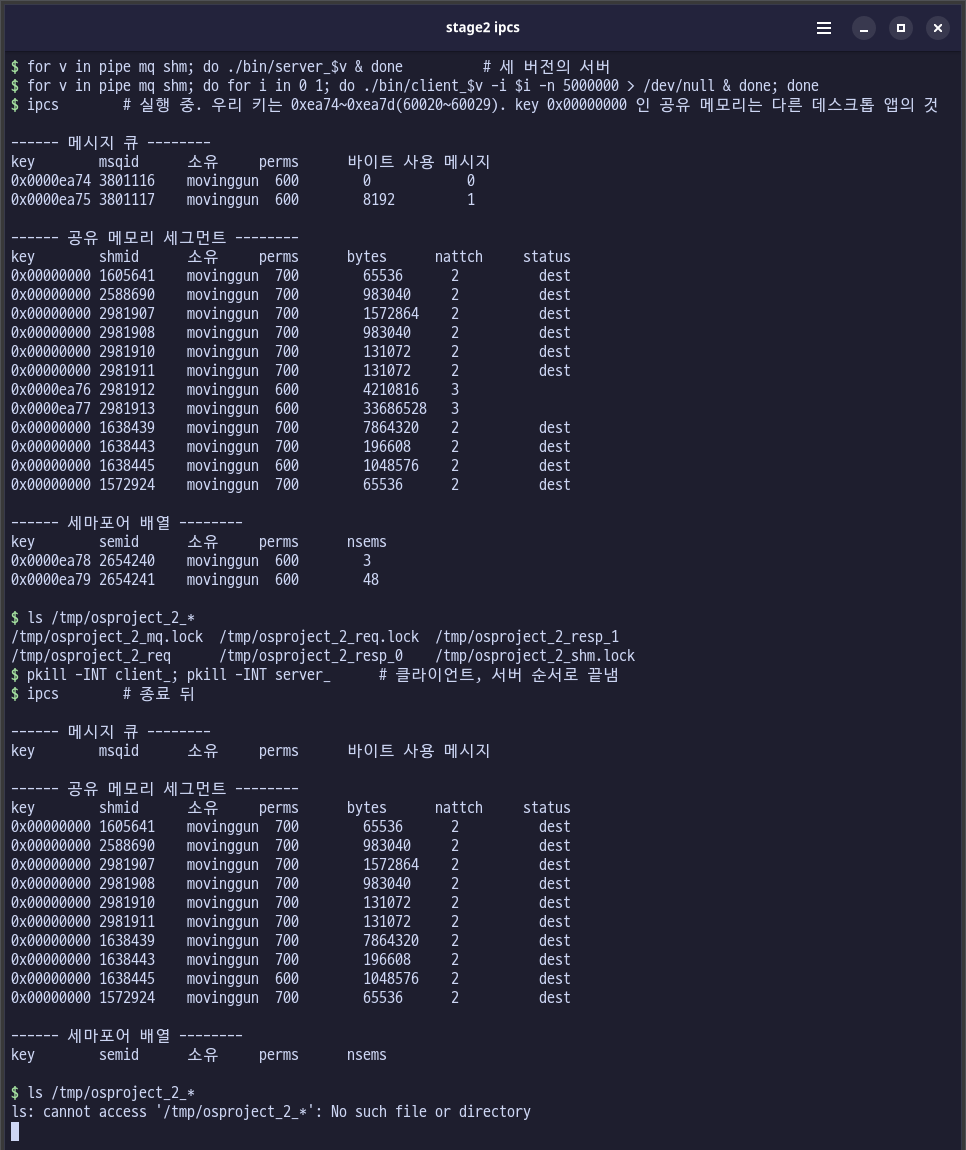 stage2 ipcs
$ for v in pipe mq shm; do ./bin/server_$v & done          # 세 버전의 서버
$ for v in pipe mq shm; do for i in 0 1; do ./bin/client_$v -i $i -n 5000000 > /dev/null & done; done
$ ipcs        # 실행 중. 우리 키는 0xea74~0xea7d(60020~60029). key 0x00000000 인 공유 메모리는 다른 데스크톱 앱의 것
------ 메시지 큐 --------
key        msqid      소유     perms      바이트 사용 메시지
0x0000ea74 3801116    movinggun  600        0            0
0x0000ea75 3801117    movinggun  600        8192         1
------ 공유 메모리 세그먼트 --------
key        shmid      소유     perms      bytes      nattch     status
0x00000000 1605641    movinggun  700        65536      2          dest
0x00000000 2588690    movinggun  700        983040     2          dest
0x00000000 2981907    movinggun  700        1572864    2          dest
0x00000000 2981908    movinggun  700        983040     2          dest
0x00000000 2981910    movinggun  700        131072     2          dest
0x00000000 2981911    movinggun  700        131072     2          dest
0x0000ea76 2981912    movinggun  600        4210816    3
0x0000ea77 2981913    movinggun  600        33686528   3
0x00000000 1638439    movinggun  700        7864320    2          dest
0x00000000 1638443    movinggun  700        196608     2          dest
0x00000000 1638445    movinggun  600        1048576    2          dest
0x00000000 1572924    movinggun  700        65536      2          dest
------ 세마포어 배열 --------
key        semid      소유     perms      nsems
0x0000ea78 2654240    movinggun  600        3
0x0000ea79 2654241    movinggun  600        48
$ ls /tmp/osproject_2_*
/tmp/osproject_2_mq.lock  /tmp/osproject_2_req.lock  /tmp/osproject_2_resp_1
/tmp/osproject_2_req      /tmp/osproject_2_resp_0    /tmp/osproject_2_shm.lock
$ pkill -INT client_; pkill -INT server_      # 클라이언트, 서버 순서로 끝냄
$ ipcs        # 종료 뒤
------ 메시지 큐 --------
key        msqid      소유     perms      바이트 사용 메시지
------ 공유 메모리 세그먼트 --------
key        shmid      소유     perms      bytes      nattch     status
0x00000000 1605641    movinggun  700        65536      2          dest
0x00000000 2588690    movinggun  700        983040     2          dest
0x00000000 2981907    movinggun  700        1572864    2          dest
0x00000000 2981908    movinggun  700        983040     2          dest
0x00000000 2981910    movinggun  700        131072     2          dest
0x00000000 2981911    movinggun  700        131072     2          dest
0x00000000 1638439    movinggun  700        7864320    2          dest
0x00000000 1638443    movinggun  700        196608     2          dest
0x00000000 1638445    movinggun  600        1048576    2          dest
0x00000000 1572924    movinggun  700        65536      2          dest
------ 세마포어 배열 --------
key        semid      소유     perms      nsems
$ ls /tmp/osproject_2_*
ls: cannot access '/tmp/osproject_2_*': No such file or directory